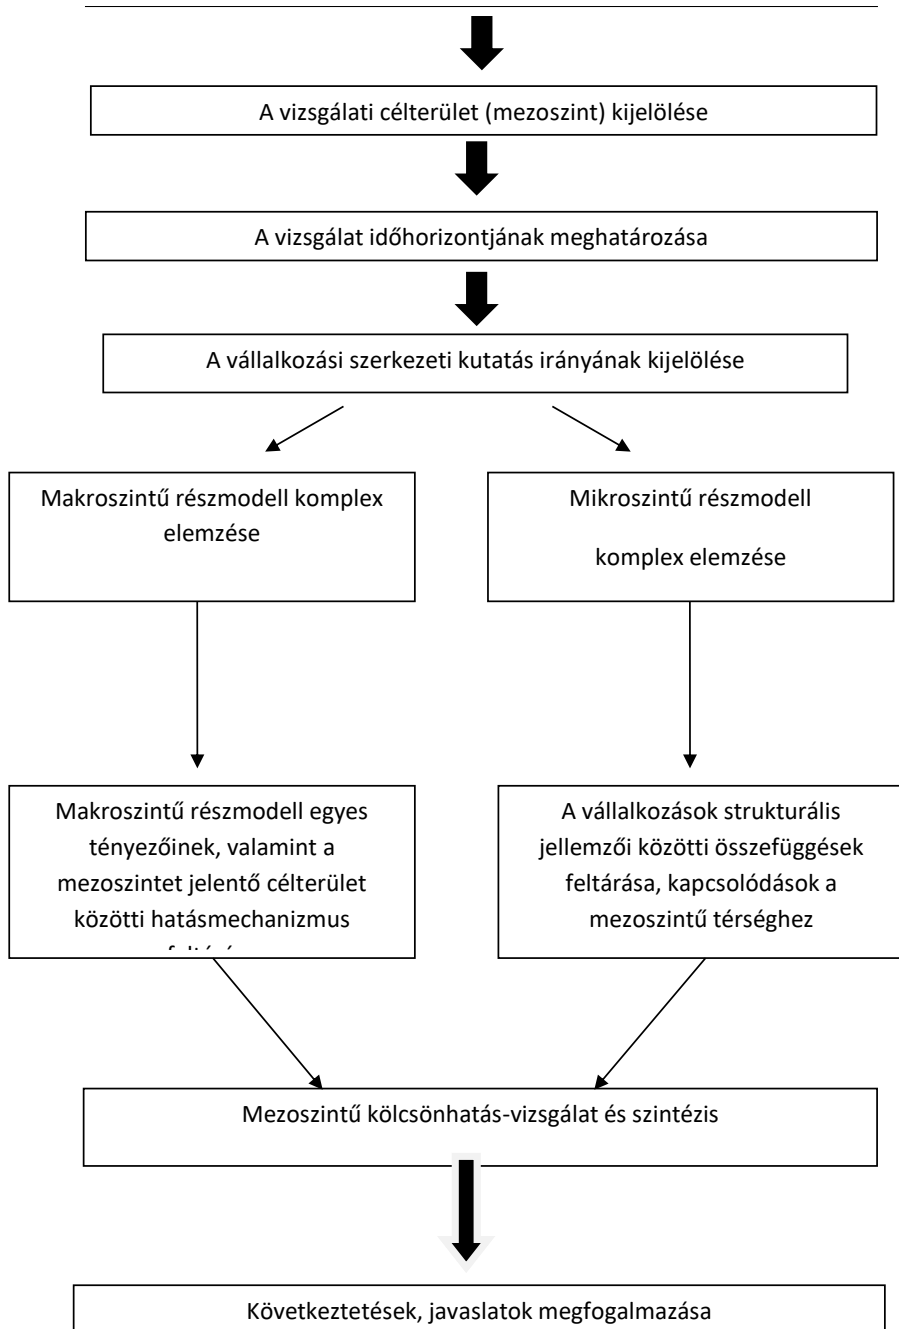 A vizsgálati célterület (mezoszint) kijelölése
A vizsgálat időhorizontjának meghatározása
A vállalkozási szerkezeti kutatás irányának kijelölése
Makroszintű részmodell komplex
elemzése
Mikroszintű részmodell
komplex elemzése
Makroszintű részmodell egyes
tényezőinek, valamint a
mezoszintet jelentő célterület
közötti hatásmechanizmus
A vállalkozások strukturális
jellemzői közötti összefüggések
feltárása, kapcsolódások a
mezoszintű térséghez
Mezoszintű kölcsönhatás-vizsgálat és szintézis
Következtetések, javaslatok megfogalmazása